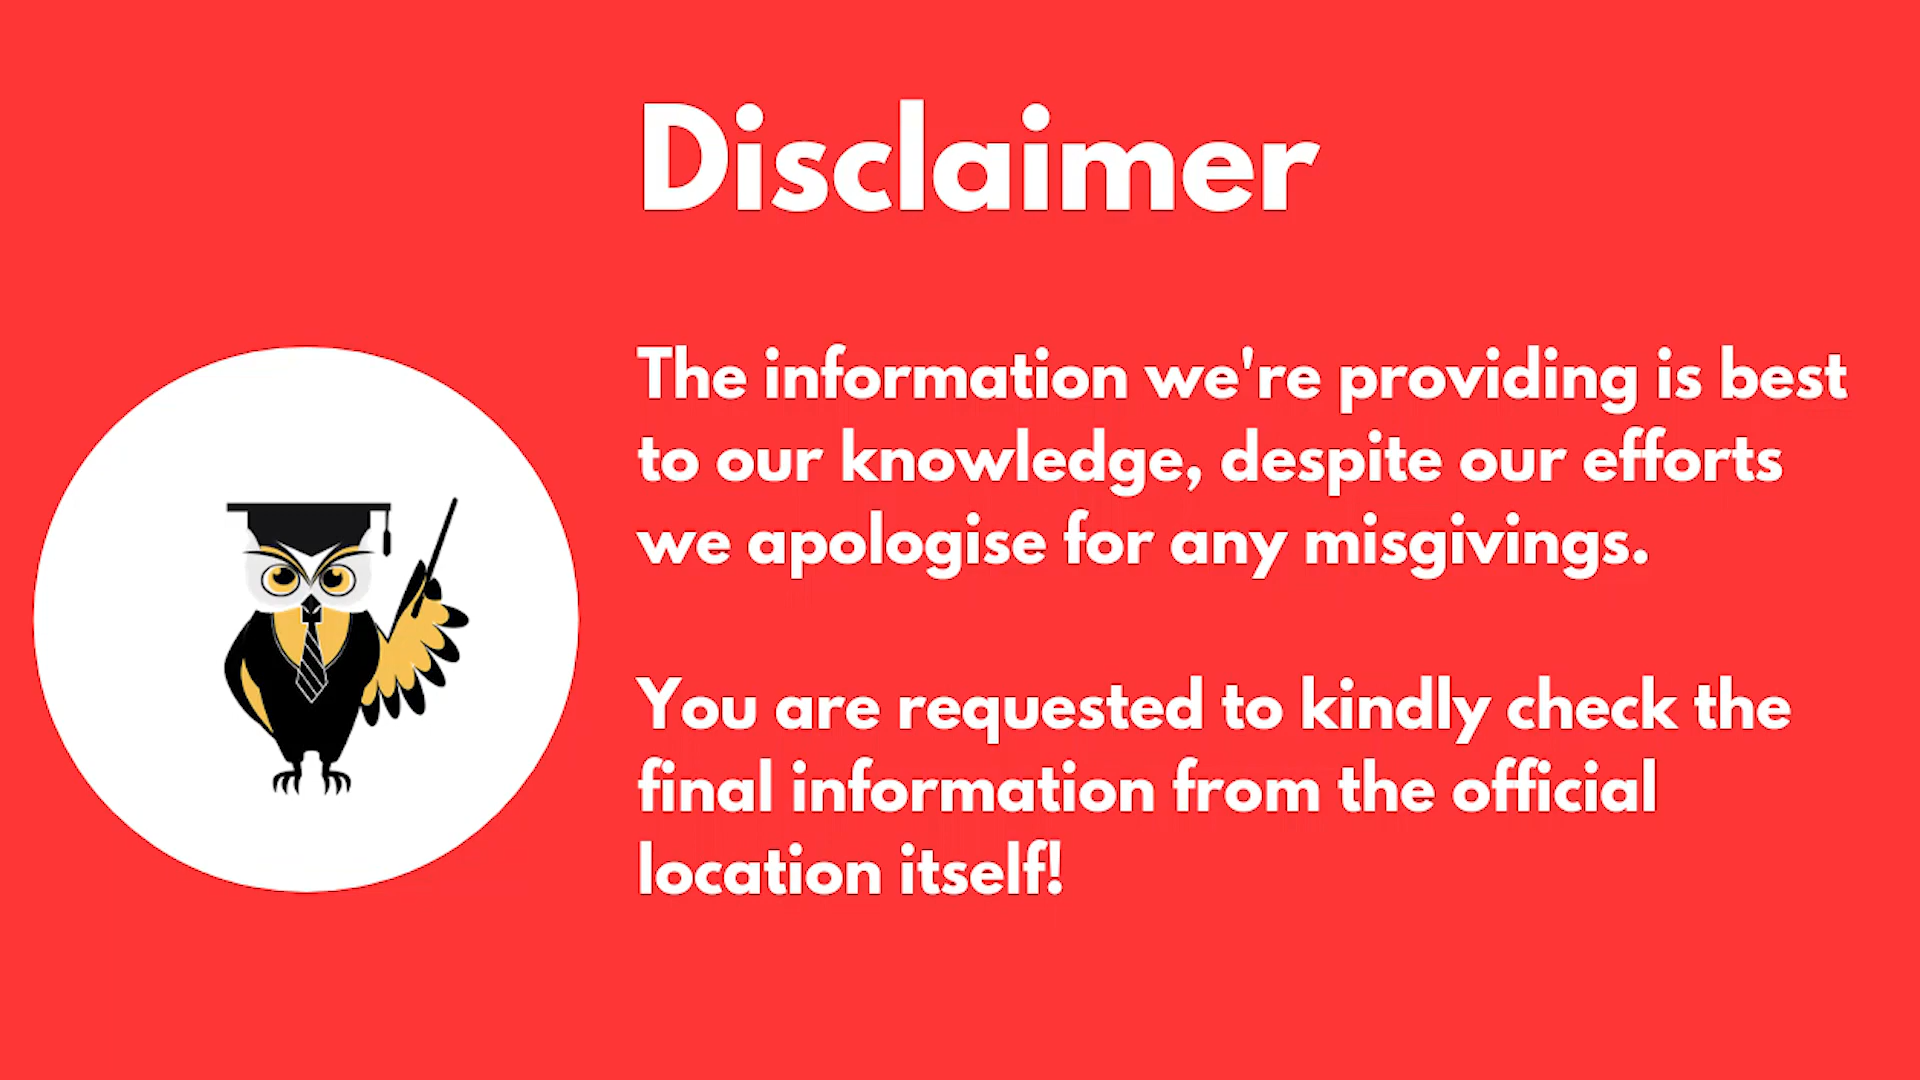 Disclaimer
The information we're providing is best
to our knowledge, despite our efforts
we apologise for any misgivings.
You are requested to kindly check the
final information from the official
location itself!